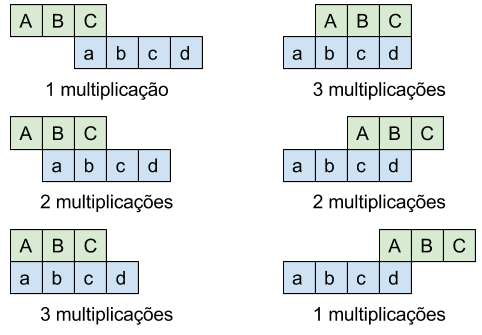 A B C
a b c d
1 multiplicação
A B C
a b c d
2 multiplicações
A B C
a b c d
3 multiplicações
A B C
a b c d
3 multiplicações
A B C
a b c d
2 multiplicações
A B C
a b c d
1 multiplicações